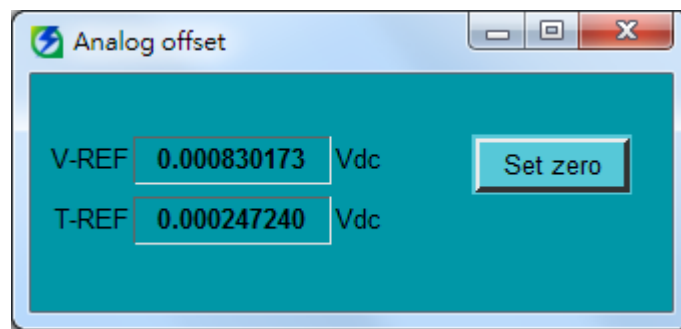 Analog offset
V-REF 0.000830173 Vdc
Set zero
T-REF 0.000247240 Vdc